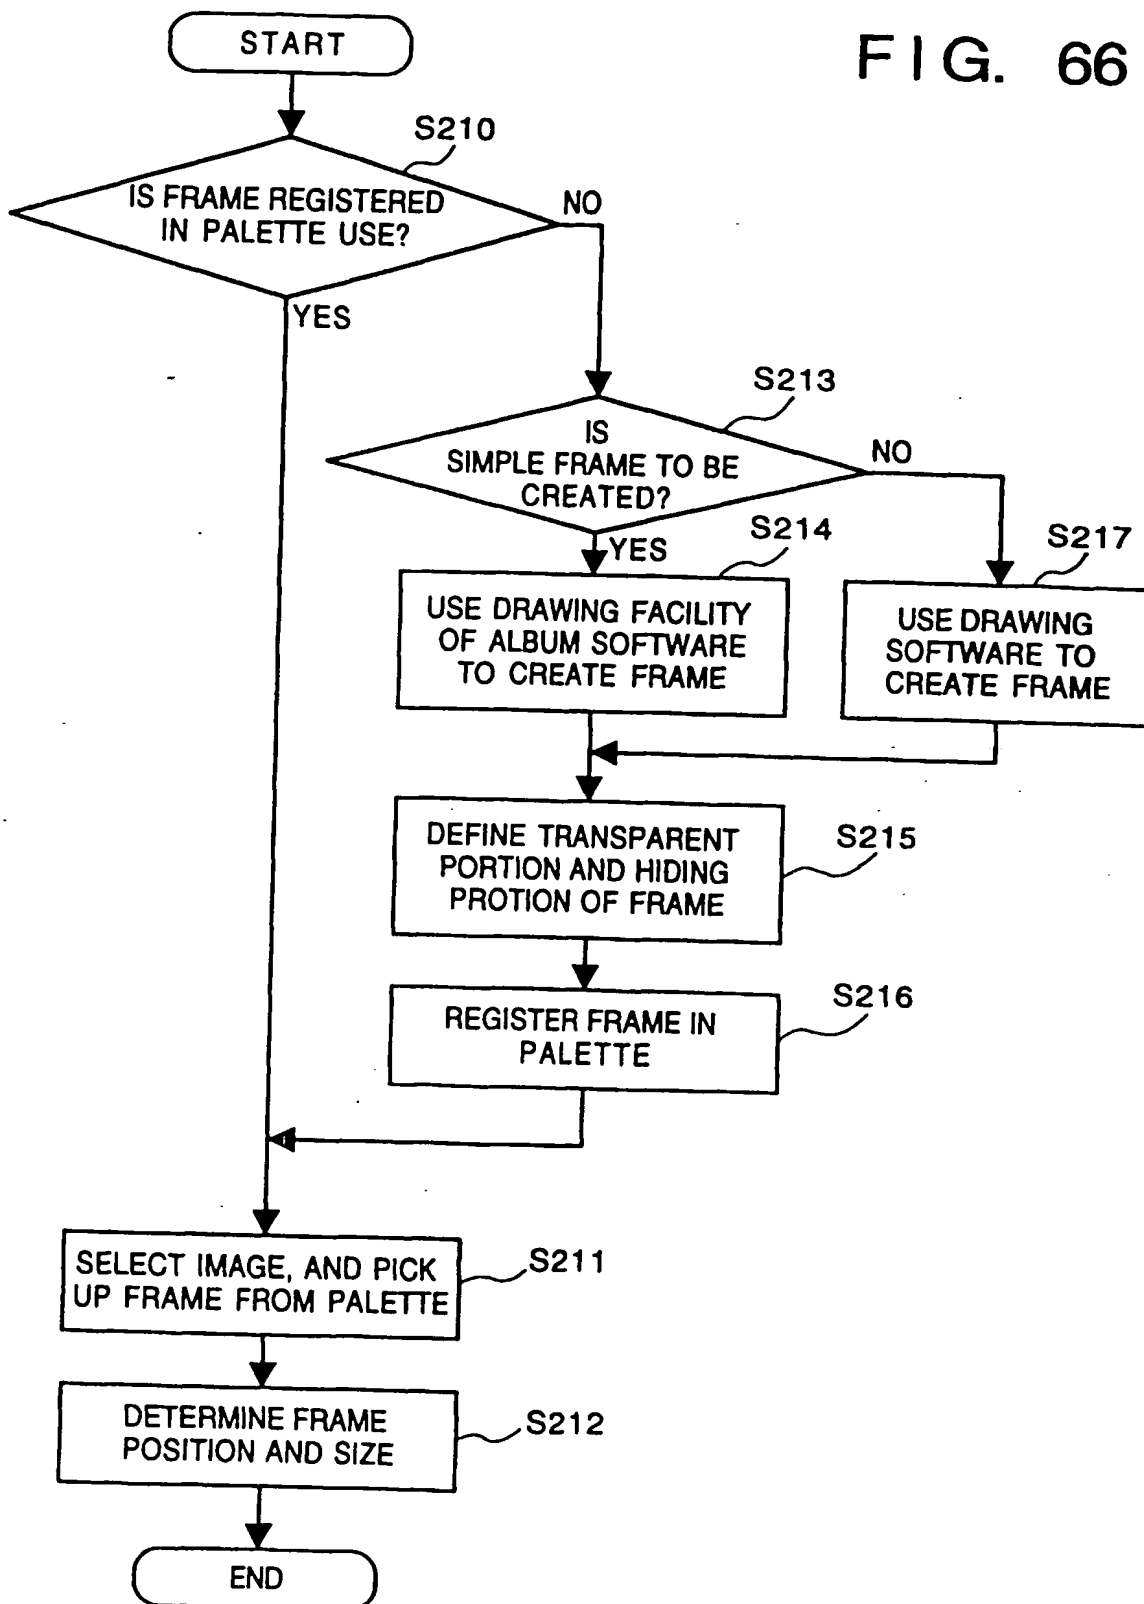 START
FIG. 66
S210
IS FRAME REGISTERED
IN PALETTE USE?
NO
YES
S213
IS
SIMPLE FRAME TO BE
CREATED?
NO
YES
S214
S217
USE DRAWING FACILITY
OF ALBUM SOFTWARE
TO CREATE FRAME
USE DRAWING
SOFTWARE TO
CREATE FRAME
DEFINE TRANSPARENT
PORTION AND HIDING
PROTION OF FRAME
S215
REGISTER FRAME IN
PALETTE
S216
SELECT IMAGE, AND PICK
UP FRAME FROM PALETTE
S211
DETERMINE FRAME
POSITION AND SIZE
S212
END